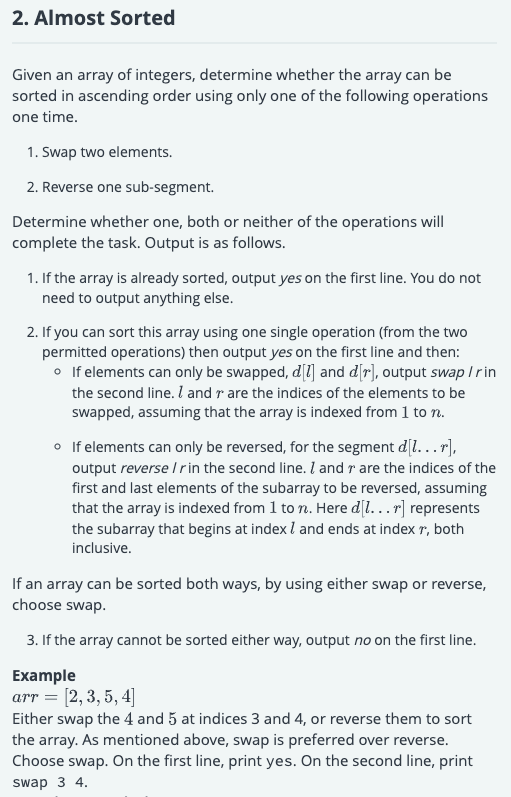 2. Almost Sorted
Given an array of integers, determine whether the array can be
sorted in ascending order using only one of the following operations
one time.
1. Swap two elements.
2. Reverse one sub-segment.
Determine whether one, both or neither of the operations will
complete the task. Output is as follows.
1. If the array is already sorted, output yes on the first line. You do not
need to output anything else.
2. If you can sort this array using one single operation (from the two
permitted operations) then output yes on the first line and then:
◦ If elements can only be swapped, d[l] and d[r], output swap l r in
the second line. l and r are the indices of the elements to be
swapped, assuming that the array is indexed from 1 to n.
◦ If elements can only be reversed, for the segment d[l...r],
output reverse l r in the second line. l and r are the indices of the
first and last elements of the subarray to be reversed, assuming
that the array is indexed from 1 to n. Here d[l...r] represents
the subarray that begins at index l and ends at index r, both
inclusive.
If an array can be sorted both ways, by using either swap or reverse,
choose swap.
3. If the array cannot be sorted either way, output no on the first line.
Example
arr = [2, 3, 5, 4]
Either swap the 4 and 5 at indices 3 and 4, or reverse them to sort
the array. As mentioned above, swap is preferred over reverse.
Choose swap. On the first line, print yes. On the second line, print
swap 3 4.